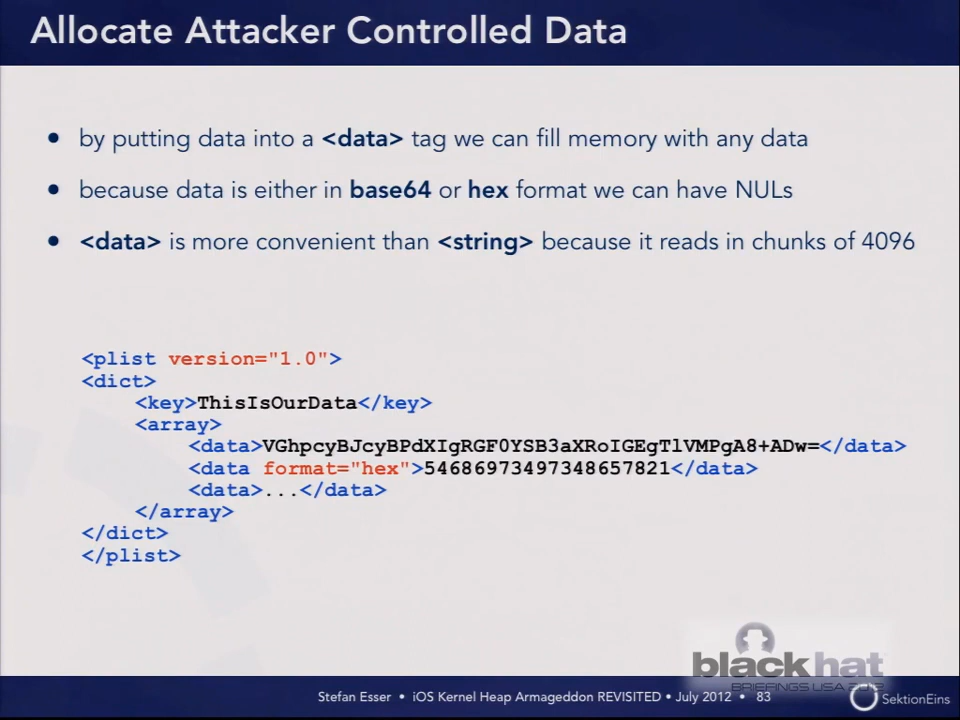 Allocate Attacker Controlled Data
• by putting data into a <data> tag we can fill memory with any data
• because data is either in base64 or hex format we can have NULs
• <data> is more convenient than <string> because it reads in chunks of 4096
<plist version="1.0">
<dict>
<key>ThisIsOurData</key>
<array>
<data>VGhpcyBJcyBPdXIgRGF0YSB3aXRoIGEgTlVMPgA8+ADw=</data>
<data format="hex">54686973497348657821</data>
<data>...</data>
</array>
</dict>
</plist>
blackhat
BRIEFINGS USA 2012
Stefan Esser • iOS Kernel Heap Armageddon REVISITED • July 2012 • 83
SektionEins